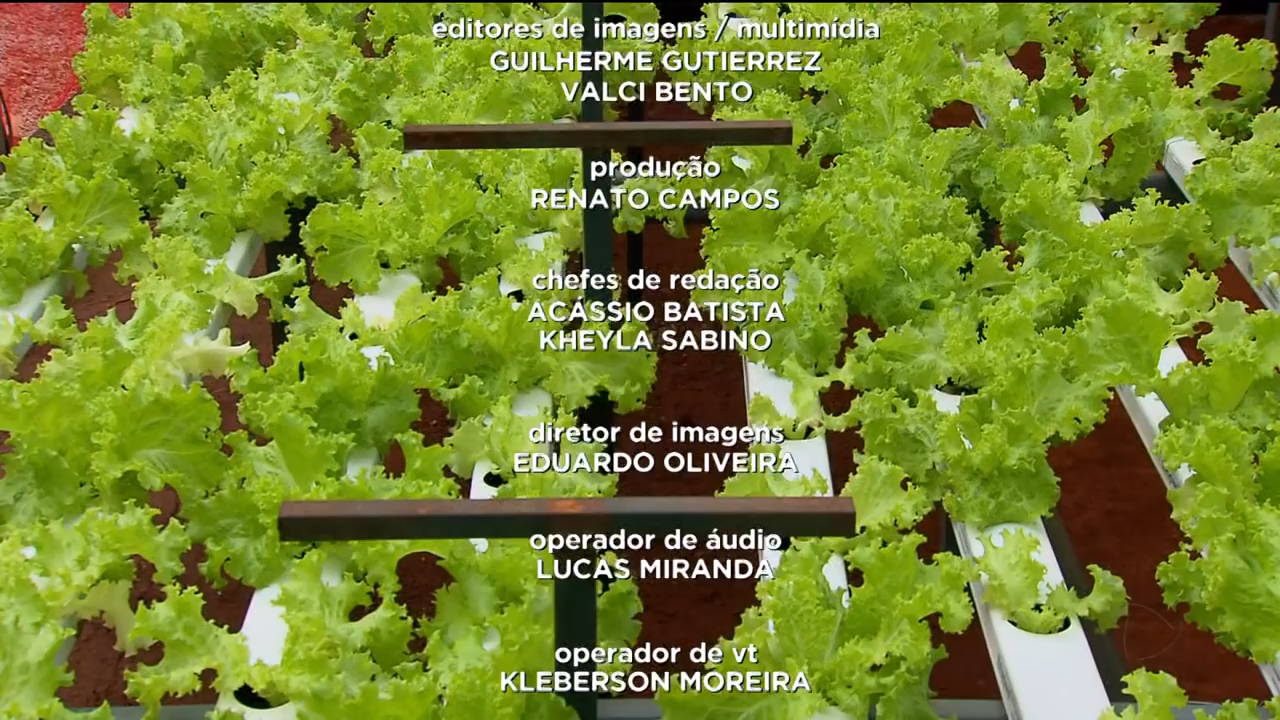 editores de imagens / multimídia
GUILHERME GUTIERREZ
VALCI BENTO
produção
RENATO CAMPOS
chefes de redação
ACÁSSIO BATISTA
KHEYLA SABINO
diretor de imagens
EDUARDO OLIVEIRA
operador de áudio
LUCAS MIRANDA
operador de vt
KLEBERSON MOREIRA